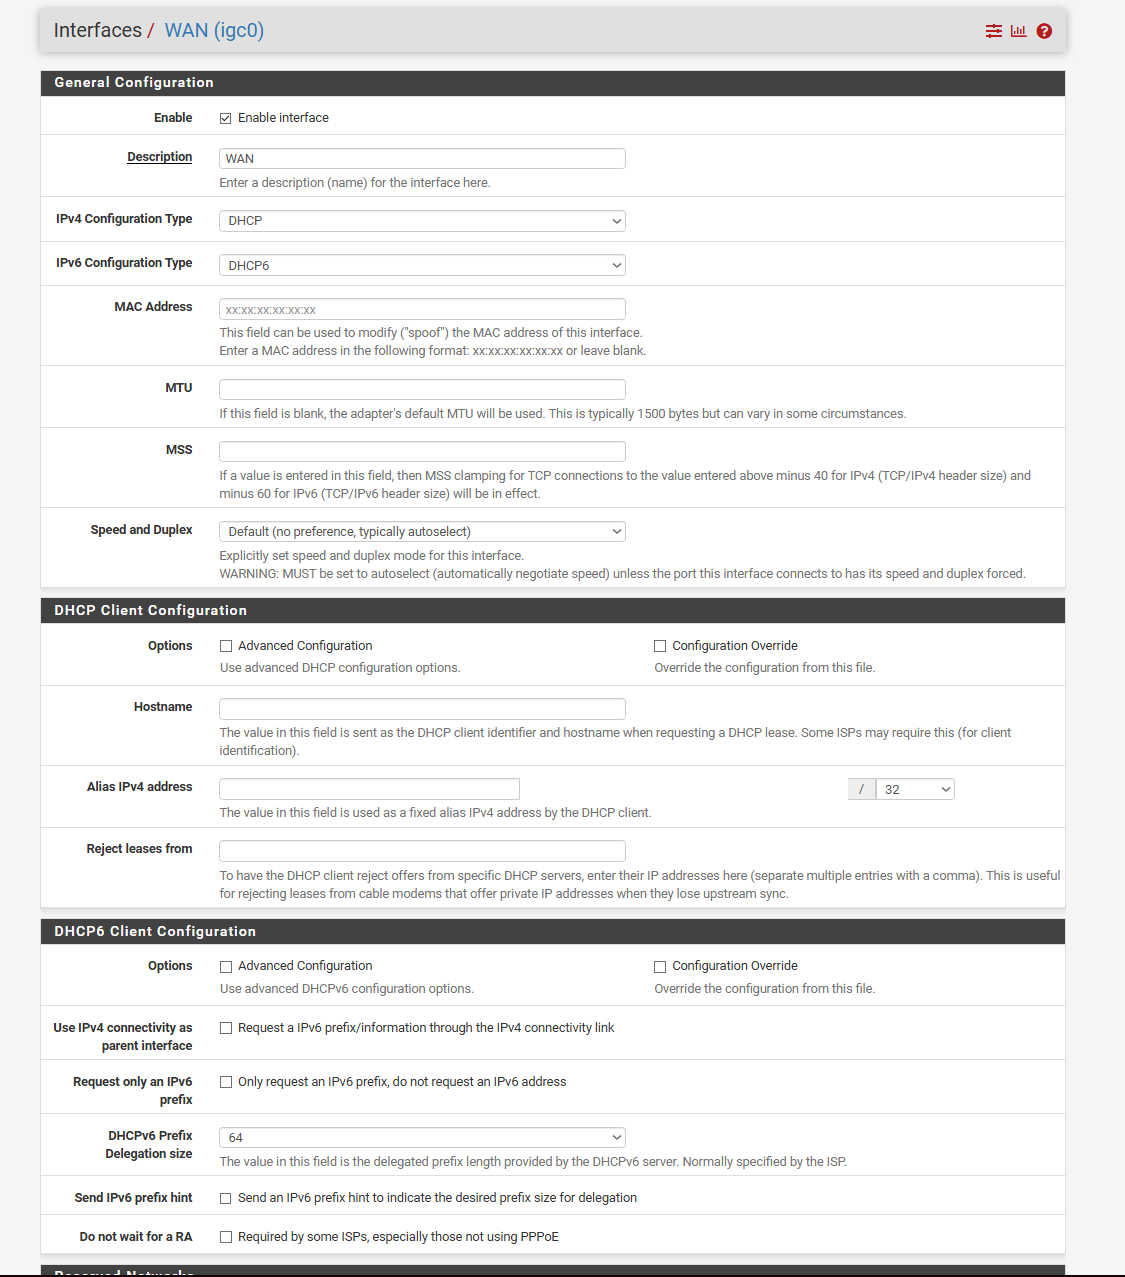 Interfaces / WAN (igc0)
General Configuration
Enable
Enable interface
Description
WAN
Enter a description (name) for the interface here.
IPv4 Configuration Type
DHCP
IPv6 Configuration Type
DHCP6
MAC Address
xx:xx:xx:xx:xx:xx
This field can be used to modify ("spoof") the MAC address of this interface.
Enter a MAC address in the following format: xx:xx:xx:xx:xx:xx or leave blank.
MTU
If this field is blank, the adapter's default MTU will be used. This is typically 1500 bytes but can vary in some circumstances.
MSS
If a value is entered in this field, then MSS clamping for TCP connections to the value entered above minus 40 for IPv4 (TCP/IPv4 header size) and
minus 60 for IPv6 (TCP/IPv6 header size) will be in effect.
Speed and Duplex
Default (no preference, typically autoselect)
Explicitly set speed and duplex mode for this interface.
WARNING: MUST be set to autoselect (automatically negotiate speed) unless the port this interface connects to has its speed and duplex forced.
DHCP Client Configuration
Options
Advanced Configuration
Configuration Override
Use advanced DHCP configuration options.
Override the configuration from this file.
Hostname
The value in this field is sent as the DHCP client identifier and hostname when requesting a DHCP lease. Some ISPs may require this (for client
identification).
Alias IPv4 address
/ 32
The value in this field is used as a fixed alias IPv4 address by the DHCP client.
Reject leases from
To have the DHCP client reject offers from specific DHCP servers, enter their IP addresses here (separate multiple entries with a comma). This is useful
for rejecting leases from cable modems that offer private IP addresses when they lose upstream sync.
DHCP6 Client Configuration
Options
Advanced Configuration
Configuration Override
Use advanced DHCPv6 configuration options.
Override the configuration from this file.
Use IPv4 connectivity as
parent interface
Request a IPv6 prefix/information through the IPv4 connectivity link
Request only an IPv6
prefix
Only request an IPv6 prefix, do not request an IPv6 address
DHCPv6 Prefix
Delegation size
64
The value in this field is the delegated prefix length provided by the DHCPv6 server. Normally specified by the ISP.
Send IPv6 prefix hint
Send an IPv6 prefix hint to indicate the desired prefix size for delegation
Do not wait for a RA
Required by some ISPs, especially those not using PPPoE
Reserved Networks